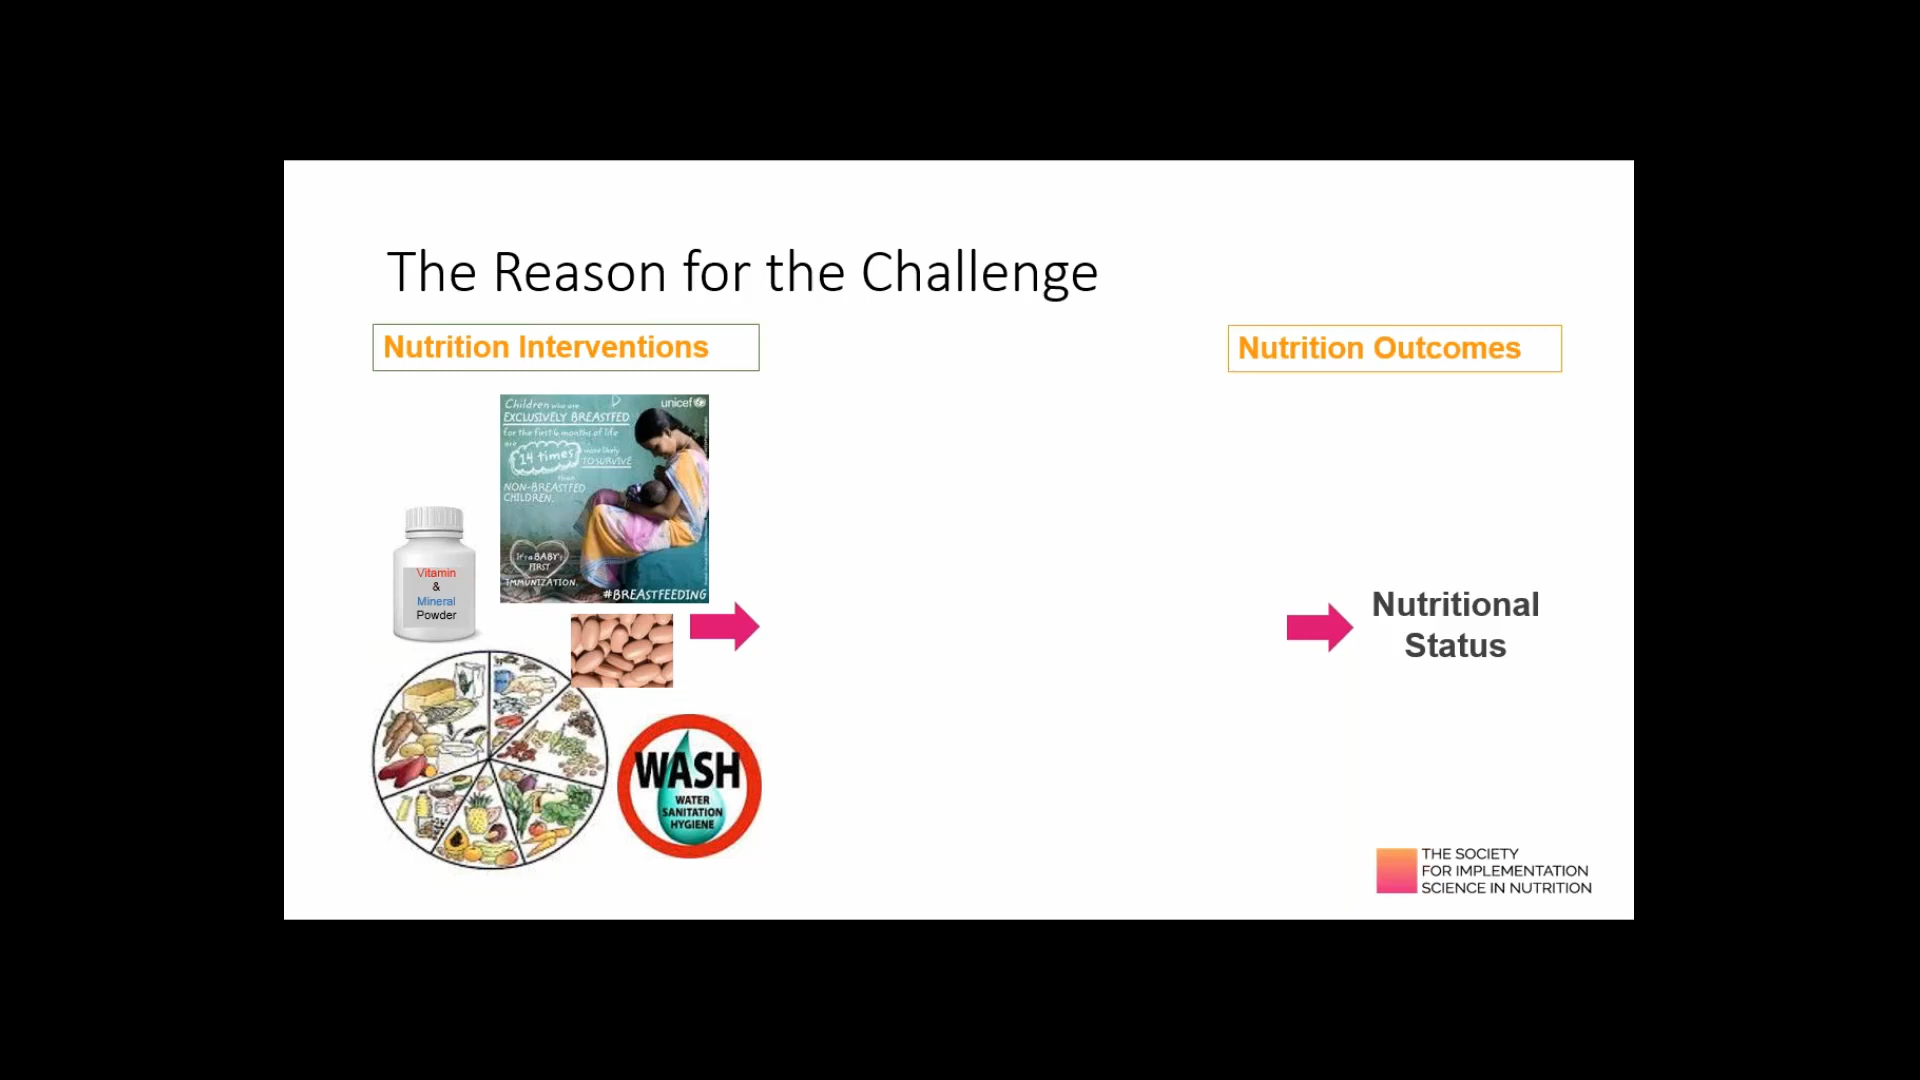 The Reason for the Challenge
Nutrition Interventions
Nutrition Outcomes
Children who are
unicef
EXCLUSIVELY BREASTFED
for the first 6 months of life
are
14 times
more likely
TO SURVIVE
than
NON-BREASTFED
CHILDREN.
It's a BABY's
FIRST
IMMUNIZATION.
#BREASTFEEDING
Vitamin
&
Mineral
Powder
Nutritional
Status
WASH
WATER
SANITATION
HYGIENE
THE SOCIETY
FOR IMPLEMENTATION
SCIENCE IN NUTRITION